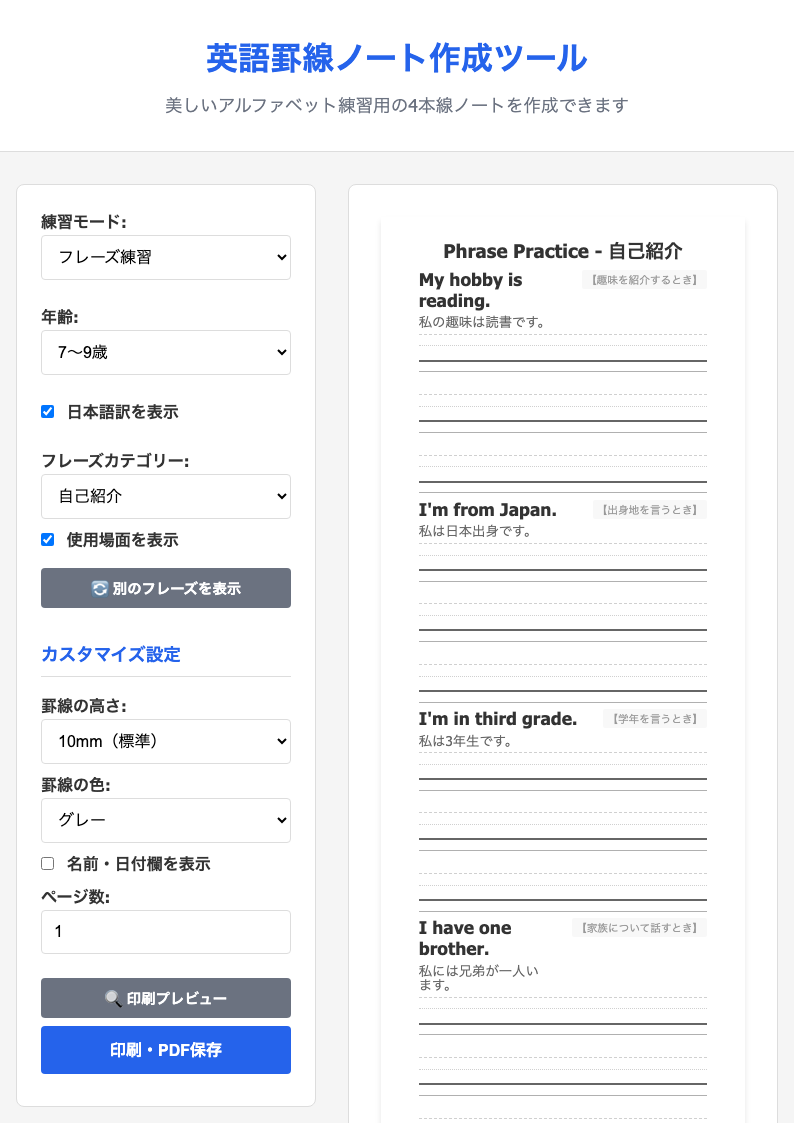 英語罫線ノート作成ツール
美しいアルファベット練習用の4本線ノートを作成できます
練習モード:
フレーズ練習
年齢:
7〜9歳
日本語訳を表示
フレーズカテゴリー:
自己紹介
使用場面を表示
🔄 別のフレーズを表示
カスタマイズ設定
罫線の高さ:
10mm（標準）
罫線の色:
グレー
名前・日付欄を表示
ページ数:
1
🔍 印刷プレビュー
印刷・PDF保存
Phrase Practice - 自己紹介
My hobby is
reading.
【趣味を紹介するとき】
私の趣味は読書です。
I'm from Japan.
【出身地を言うとき】
私は日本出身です。
I'm in third grade.
【学年を言うとき】
私は3年生です。
I have one
brother.
【家族について話すとき】
私には兄弟が一人い
ます。